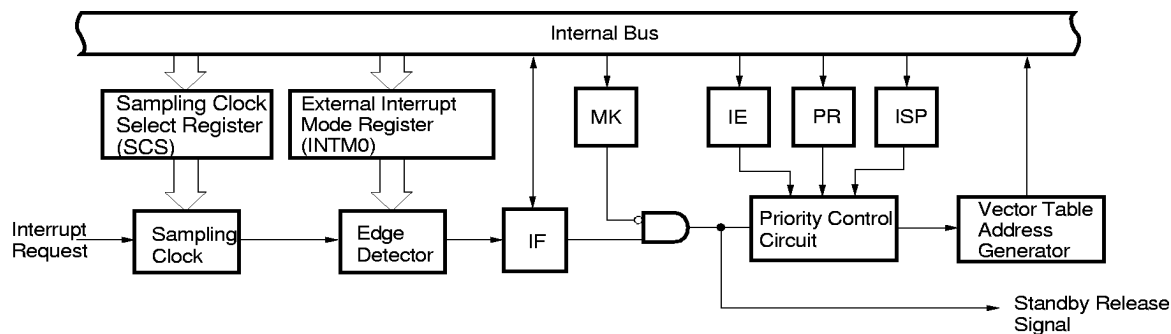 Internal Bus
Sampling Clock
Select Register
(SCS)
External Interrupt
Mode Register
(INTM0)
MK
IE
PR
ISP
Interrupt
Request
Sampling
Clock
Edge
Detector
IF
Priority Control
Circuit
Vector Table
Address
Generator
Standby Release
Signal